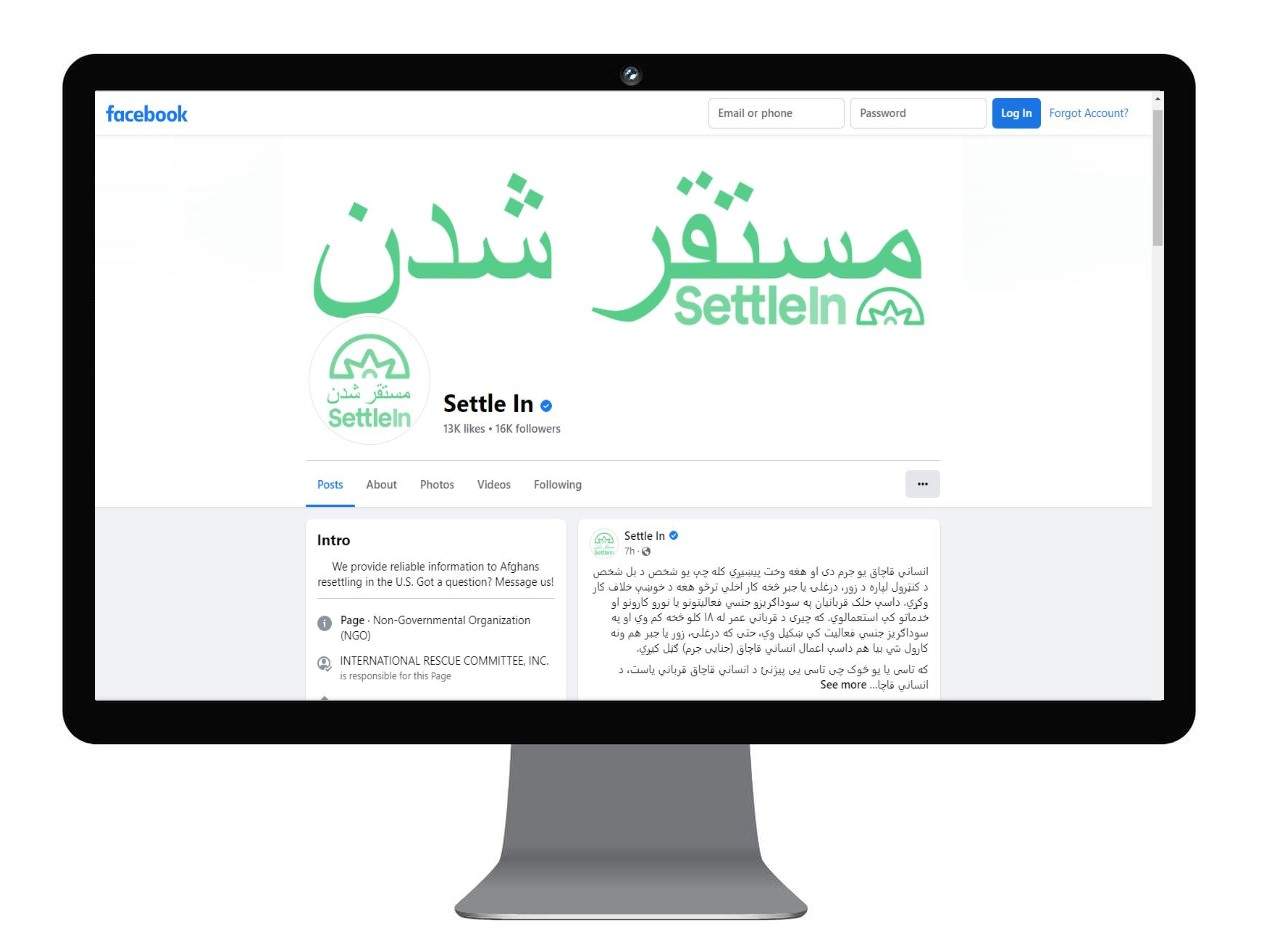 facebook
Email or phone
Password
Log In
Forgot Account?
مستقر شدن
SettleIn
مستقر شدن
SettleIn
Settle In
13K likes • 16K followers
Posts
About
Photos
Videos
Following
Intro
We provide reliable information to Afghans
resettling in the U.S. Got a question? Message us!
Page · Non-Governmental Organization
(NGO)
INTERNATIONAL RESCUE COMMITTEE, INC.
is responsible for this Page
Settle In
7h
انساني قاچاق یو جرم دی او هغه وخت پیښیږي کله چې یو شخص د بل شخص
د کنټرول لپاره د زور، درغلۍ یا جبر څخه کار اخلي ترڅو هغه د خوښې خلاف کار
وکړي. داسې خلک قربانیان په سوداګریزو جنسي فعالیتونو یا نورو کارونو او
خدماتو کې استعمالوي. که چیرې د قربانی عمر له ۱۸ کلو څخه کم وي او په
سوداګریز جنسي فعالیت کې ښکیل وي، حتی که درغلۍ، زور یا جبر هم ونه
کارول شي بیا هم داسې اعمال انساني قاچاق (جنایی جرم) ګڼل کیږي.
که تاسې یا یو څوک چې تاسې یې پیژنئ د انساني قاچاق قرباني یاست، د
انساني قاچا... See more